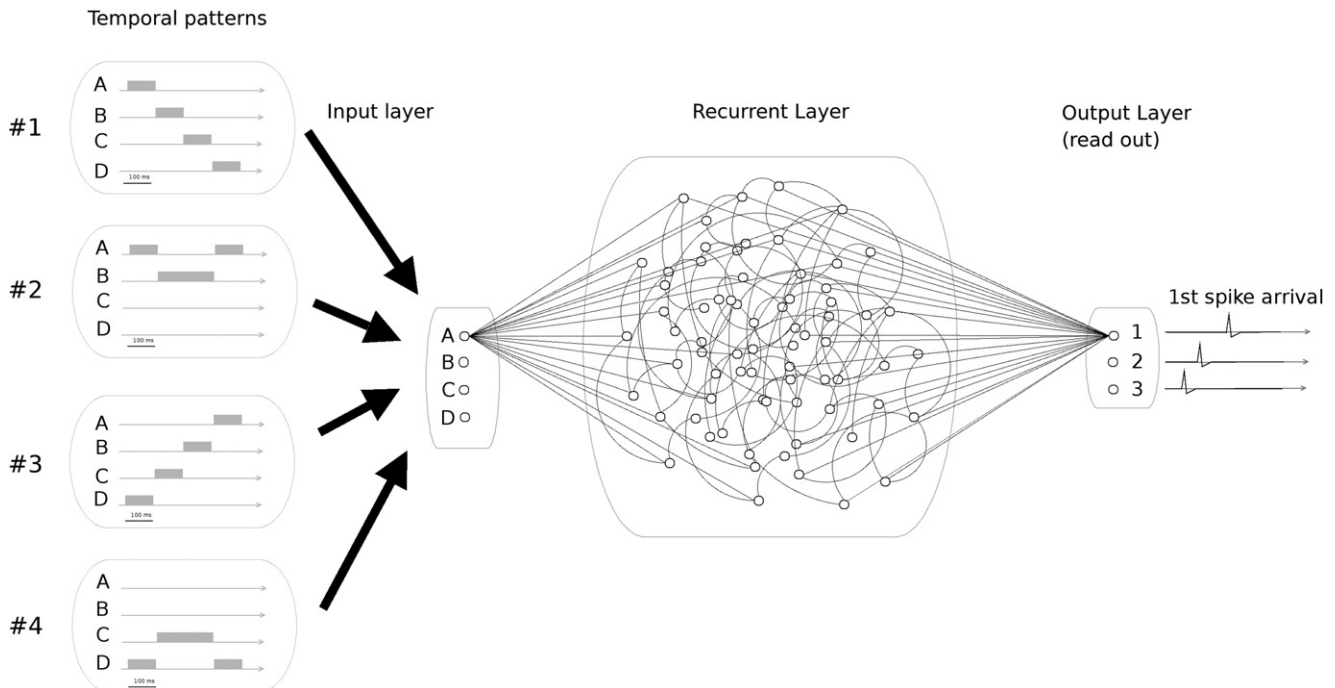 Temporal patterns
#1
A
B
C
D
100 ms
#2
A
B
C
D
100 ms
#3
A
B
C
D
100 ms
#4
A
B
C
D
100 ms
Input layer
A
B
C
D
Recurrent Layer
Output Layer
(read out)
1st spike arrival
1
2
3